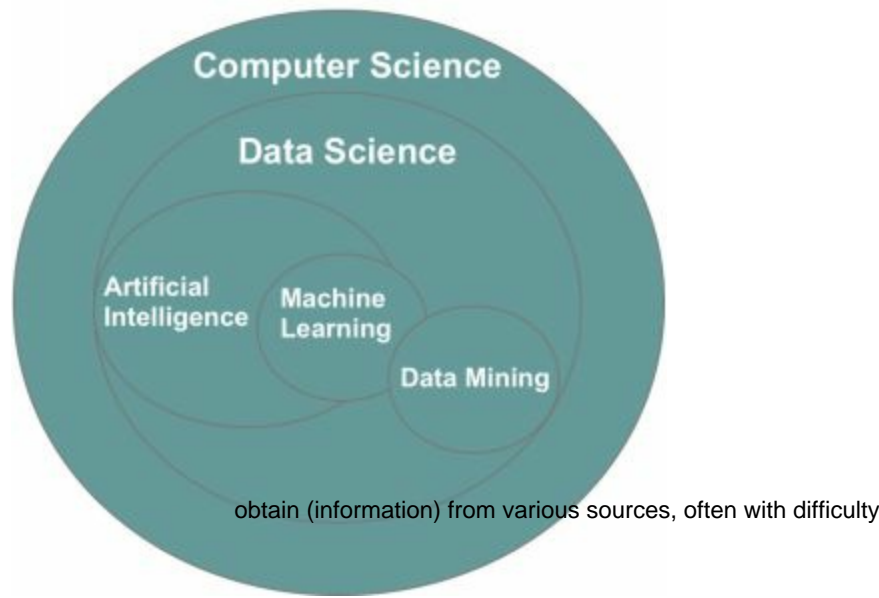 Computer Science
Data Science
Artificial
Intelligence
Machine
Learning
Data Mining
obtain (information) from various sources, often with difficulty